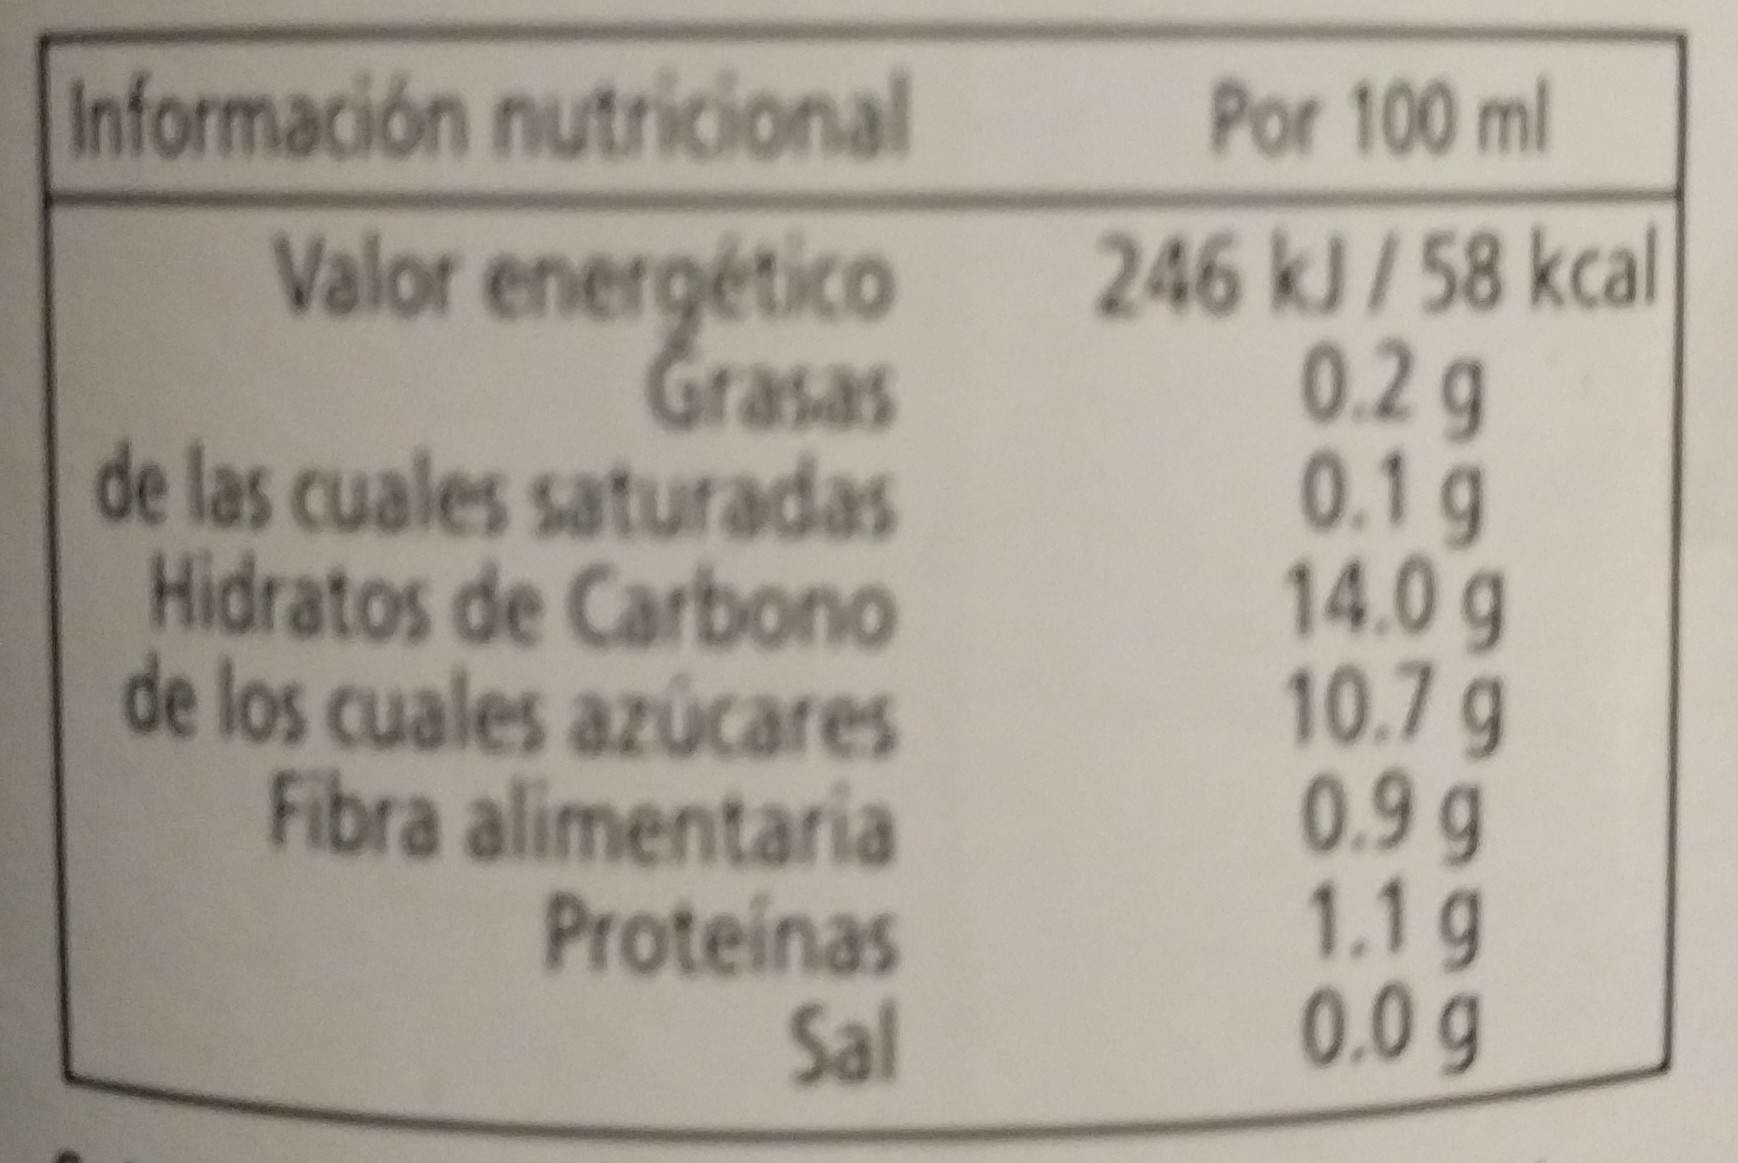 Información nutricional Por 100 ml
Valor energético 246 kJ / 58 kcal
Grasas 0.2 g
de las cuales saturadas 0.1 g
Hidratos de Carbono 14.0 g
de los cuales azúcares 10.7 g
Fibra alimentaria 0.9 g
Proteínas 1.1 g
Sal 0.0 g